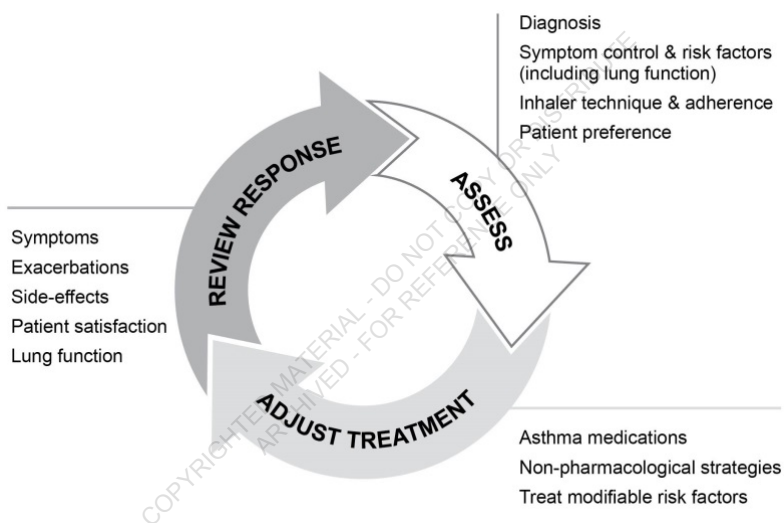 Diagnosis
Symptom control & risk factors
(including lung function)
Inhaler technique & adherence
Patient preference
REVIEW RESPONSE
ASSESS
Symptoms
Exacerbations
Side-effects
Patient satisfaction
Lung function
ADJUST TREATMENT
Asthma medications
Non-pharmacological strategies
Treat modifiable risk factors
COPYRIGHTED MATERIAL - DO NOT COPY OR DISTRIBUTE
ARCHIVED - FOR REFERENCE ONLY